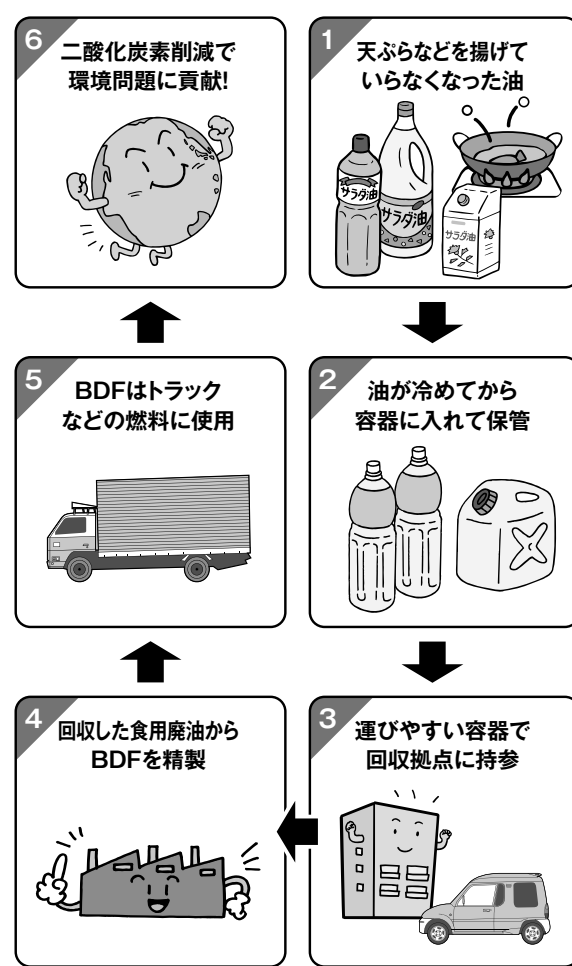 1
天ぷらなどを揚げて
いらなくなった油
サラダ油
サラダ油
サラダ油
2
油が冷めてから
容器に入れて保管
3
運びやすい容器で
回収拠点に持参
4
回収した食用廃油から
BDFを精製
5
BDFはトラック
などの燃料に使用
6
二酸化炭素削減で
環境問題に貢献!